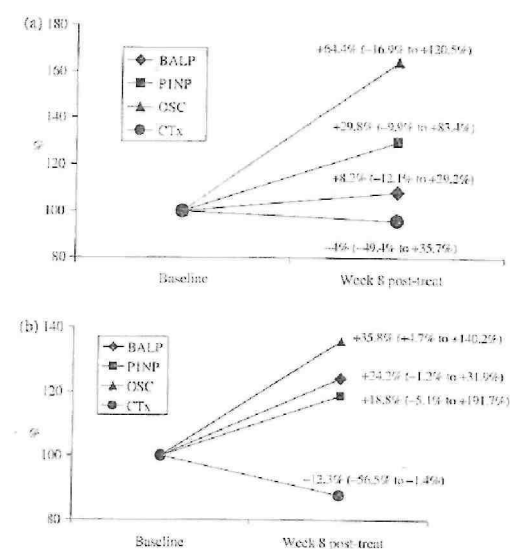 (a) 180
160
140
120
100
80
%
BALP
P1NP
OSC
CTx
+64.4% (−16.9% to +120.5%)
+29.8% (−9.9% to +83.4%)
+8.2% (−12.1% to +29.2%)
−4% (−49.4% to +35.7%)
Baseline
Week 8 post-treat
(b) 140
120
100
80
%
BALP
P1NP
OSC
CTx
+35.8% (+4.7% to +140.2%)
+24.2% (−1.2% to +31.9%)
+18.8% (−5.1% to +191.7%)
−12.3% (−56.5% to −1.4%)
Baseline
Week 8 post-treat